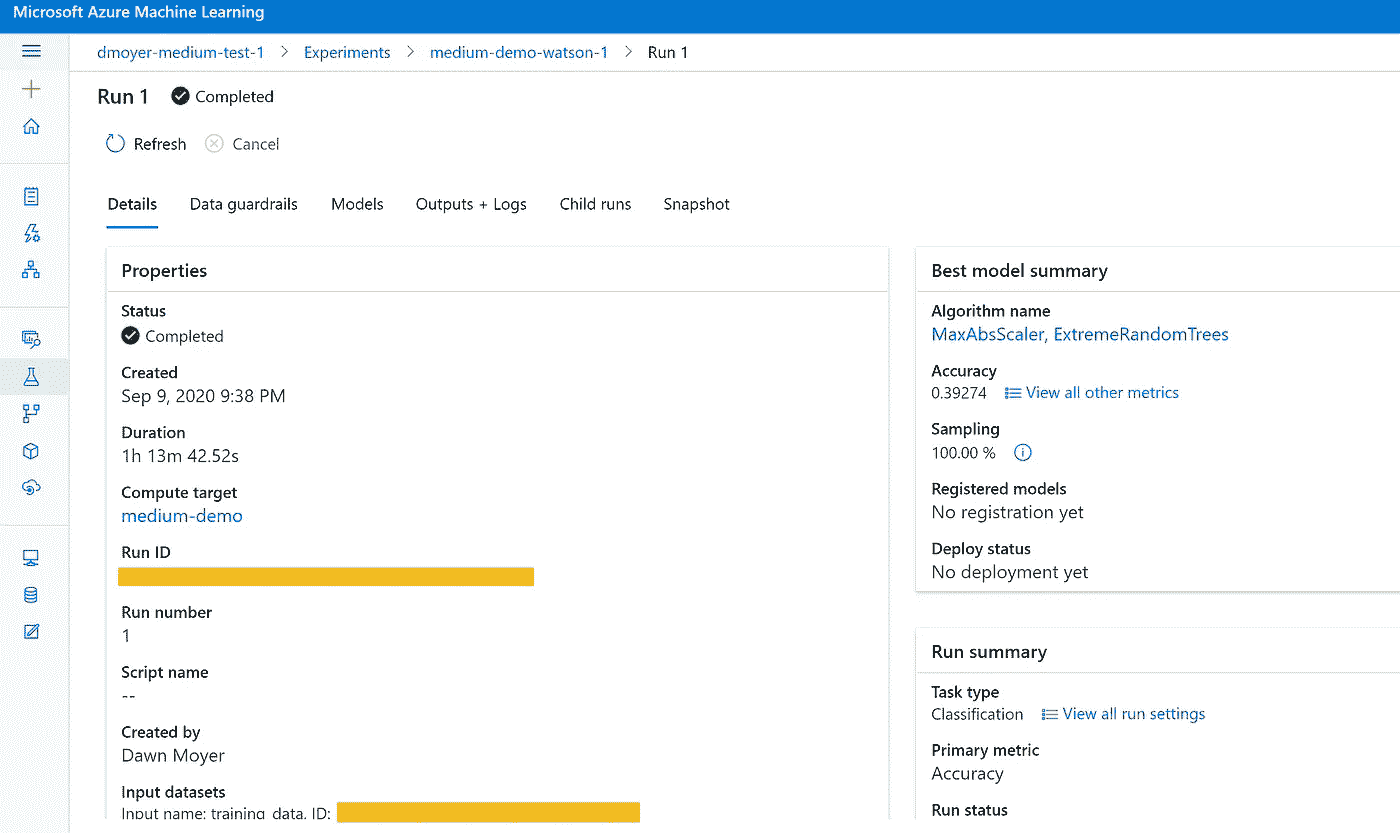 Microsoft Azure Machine Learning
dmoyer-medium-test-1 > Experiments > medium-demo-watson-1 > Run 1
Run 1 Completed
Refresh Cancel
Details Data guardrails Models Outputs + Logs Child runs Snapshot
Properties
Status
Completed
Created
Sep 9, 2020 9:38 PM
Duration
1h 13m 42.52s
Compute target
medium-demo
Run ID
Run number
1
Script name
--
Created by
Dawn Moyer
Input datasets
Input name: training_data, ID:
Best model summary
Algorithm name
MaxAbsScaler, ExtremeRandomTrees
Accuracy
0.39274 View all other metrics
Sampling
100.00 %
Registered models
No registration yet
Deploy status
No deployment yet
Run summary
Task type
Classification View all run settings
Primary metric
Accuracy
Run status